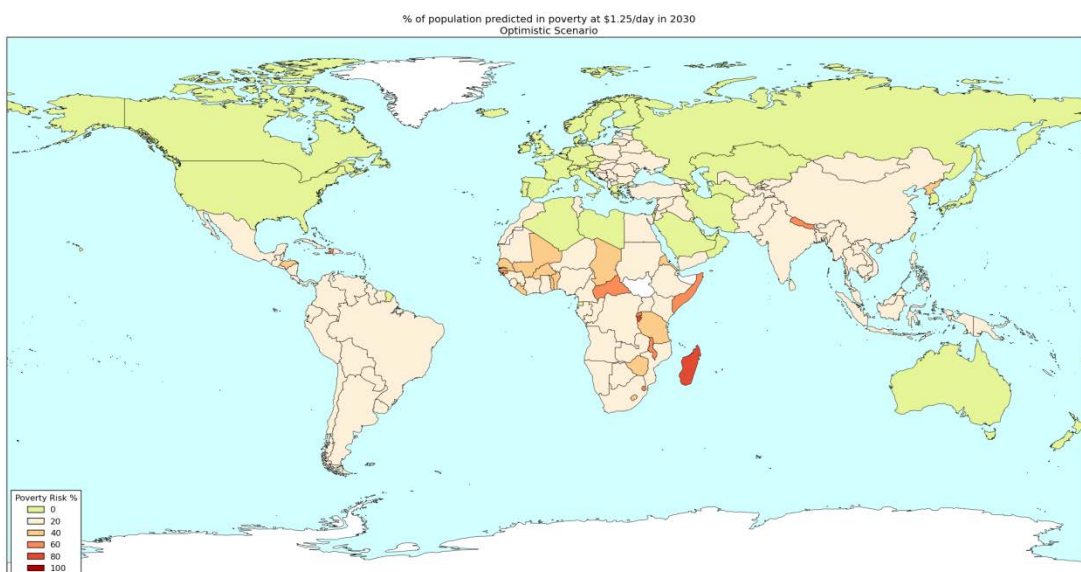 % of population predicted in poverty at $1.25/day in 2030
Optimistic Scenario
Poverty Risk %
0
20
40
60
80
100